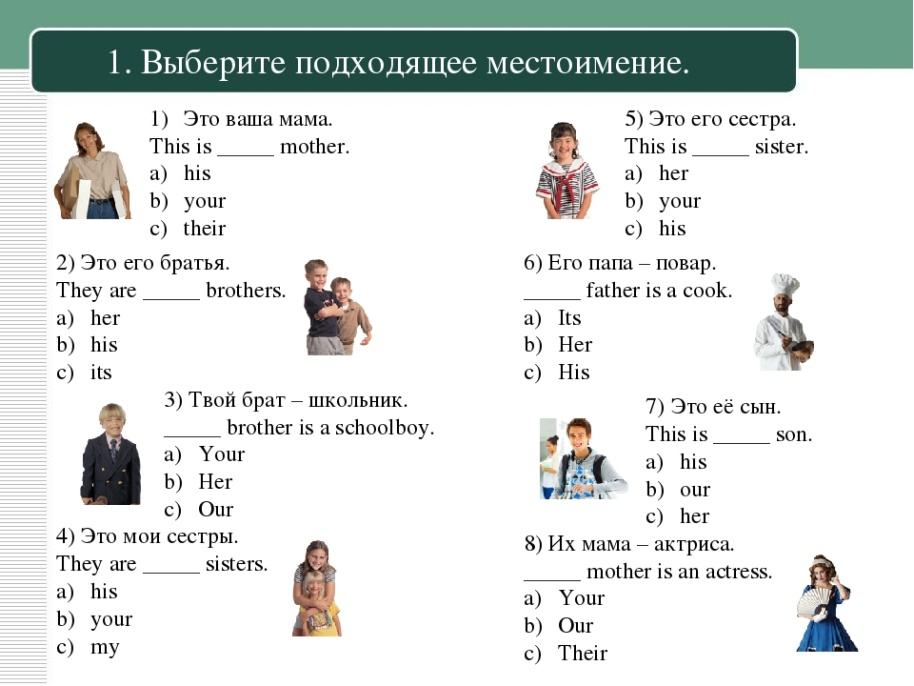 1. Выберите подходящее местоимение.
1) Это ваша мама.
This is _____ mother.
a) his
b) your
c) their
2) Это его братья.
They are _____ brothers.
a) her
b) his
c) its
3) Твой брат – школьник.
_____ brother is a schoolboy.
a) Your
b) Her
c) Our
4) Это мои сестры.
They are _____ sisters.
a) his
b) your
c) my
5) Это его сестра.
This is _____ sister.
a) her
b) your
c) his
6) Его папа – повар.
_____ father is a cook.
a) Its
b) Her
c) His
7) Это её сын.
This is _____ son.
a) his
b) our
c) her
8) Их мама – актриса.
_____ mother is an actress.
a) Your
b) Our
c) Their